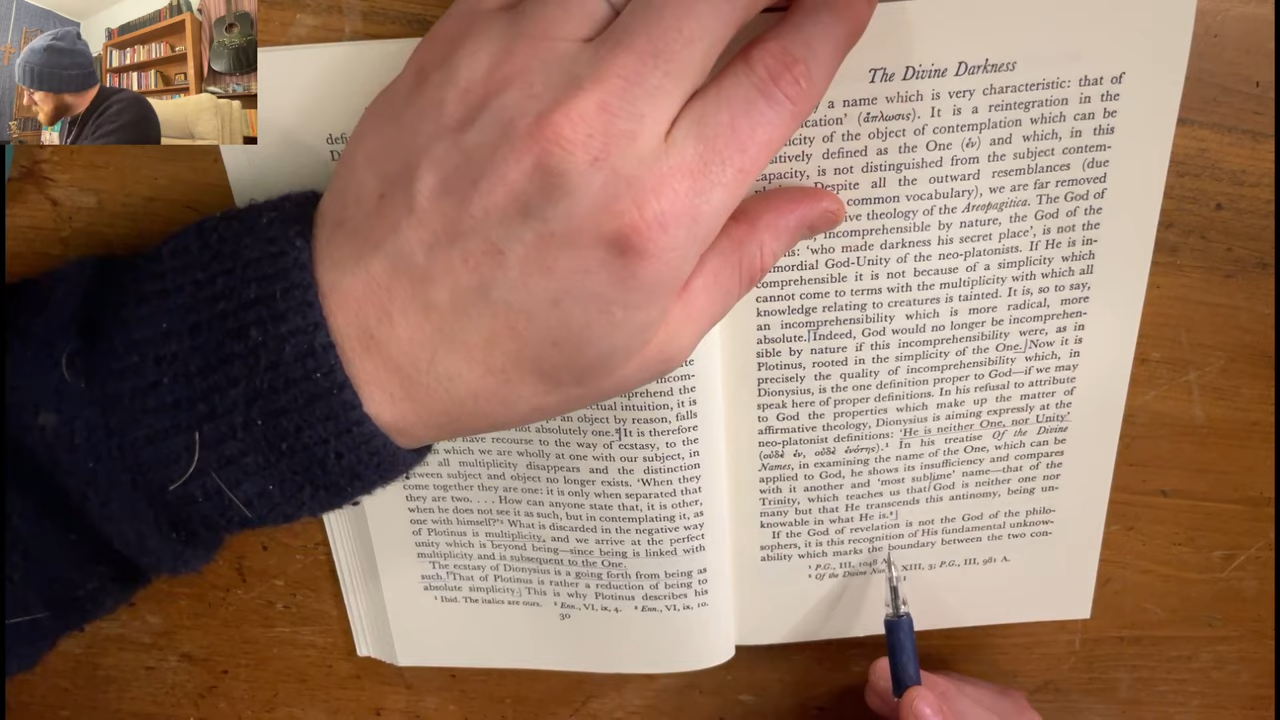 defi
D
ate
incom-
prehend the
ectual intuition, it is
an object by reason, falls
not absolutely one.² It is therefore
to have recourse to the way of ecstasy, to the
n which we are wholly at one with our subject, in
all multiplicity disappears and the distinction
etween subject and object no longer exists. 'When they
come together they are one: it is only when separated that
they are two. . . . How can anyone state that, it is other,
when he does not see it as such, but in contemplating it, as
one with himself?'³ What is discarded in the negative way
of Plotinus is multiplicity, and we arrive at the perfect
unity which is beyond being—since being is linked with
multiplicity and is subsequent to the One.
The ecstasy of Dionysius is a going forth from being as
such. That of Plotinus is rather a reduction of being to
absolute simplicity. This is why Plotinus describes his
¹ Ibid. The italics are ours. ² Enn., VI, ix, 4. ³ Enn., VI, ix, 10.
30
The Divine Darkness
y a name which is very characteristic: that of
ication' (ἅπλωσις). It is a reintegration in the
icity of the object of contemplation which can be
sitively defined as the One (ἕν) and which, in this
capacity, is not distinguished from the subject contem-
Despite all the outward resemblances (due
common vocabulary), we are far removed
ive theology of the Areopagitica. The God of
incomprehensible by nature, the God of the
ns: 'who made darkness his secret place', is not the
mordial God-Unity of the neo-platonists. If He is in-
comprehensible it is not because of a simplicity which
cannot come to terms with the multiplicity with which all
knowledge relating to creatures is tainted. It is, so to say,
an incomprehensibility which is more radical, more
absolute. Indeed, God would no longer be incomprehen-
sible by nature if this incomprehensibility were, as in
Plotinus, rooted in the simplicity of the One. Now it is
precisely the quality of incomprehensibility which, in
Dionysius, is the one definition proper to God—if we may
speak here of proper definitions. In his refusal to attribute
to God the properties which make up the matter of
affirmative theology, Dionysius is aiming expressly at the
neo-platonist definitions: 'He is neither One, nor Unity'
(οὐδὲ ἕν, οὐδὲ ἑνότης).¹ In his treatise Of the Divine
Names, in examining the name of the One, which can be
applied to God, he shows its insufficiency and compares
with it another and 'most sublime' name—that of the
Trinity, which teaches us that God is neither one nor
many but that He transcends this antinomy, being un-
knowable in what He is.²
If the God of revelation is not the God of the philo-
sophers, it is this recognition of His fundamental unknow-
ability which marks the boundary between the two con-
¹ P.G., III, 1048 A.
² Of the Divine Nam XIII, 3; P.G., III, 981 A.